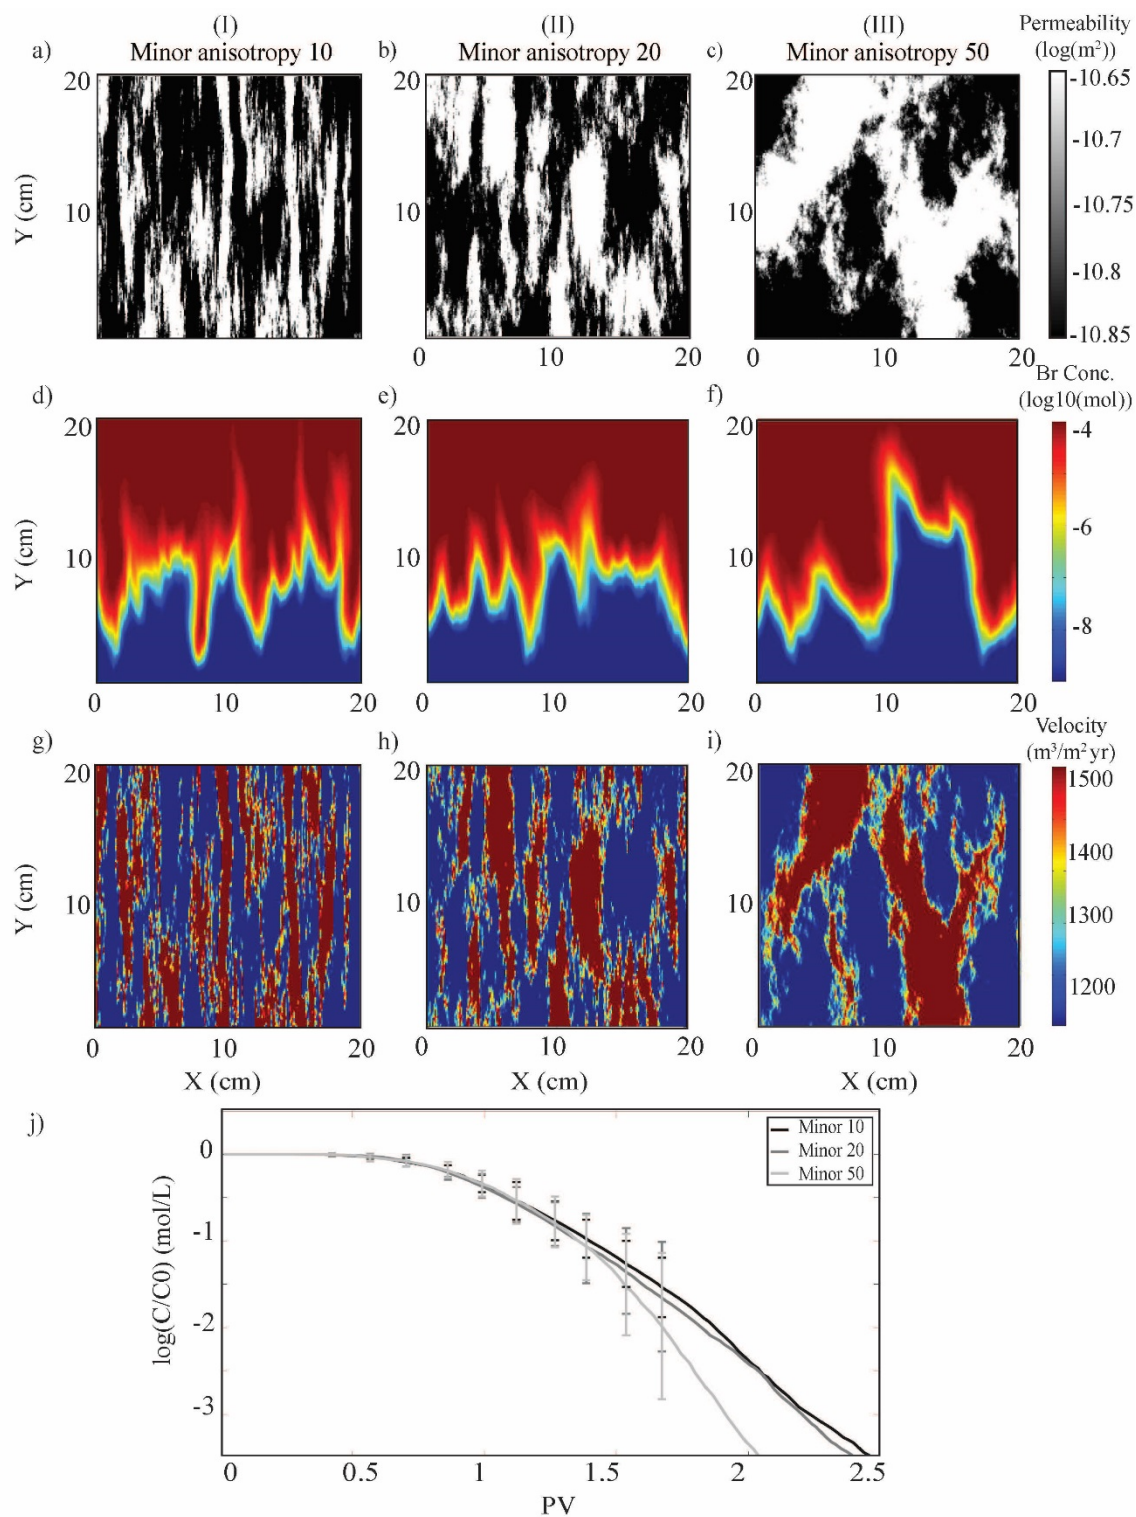 (I) (II) (III)
Minor anisotropy 10 Minor anisotropy 20 Minor anisotropy 50
Permeability
(log(m²))
a) b) c)
20 20 20
10 10 10
Y (cm)
0 10 20 0 10 20
-10.65
-10.7
-10.75
-10.8
-10.85
Br Conc.
(log10(mol))
d) e) f)
20 20 20
10 10 10
Y (cm)
0 10 20 0 10 20 0 10 20
-4
-6
-8
Velocity
(m³/m² yr)
g) h) i)
20 20 20
10 10 10
Y (cm)
0 10 20 0 10 20 0 10 20
X (cm) X (cm) X (cm)
1500
1400
1300
1200
j)
Minor 10
Minor 20
Minor 50
0
-1
-2
-3
log(C/C0) (mol/L)
0 0.5 1 1.5 2 2.5
PV